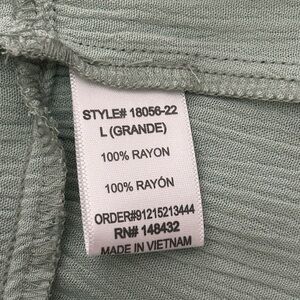 STYLE# 18056-22
L (GRANDE)
100% RAYON
100% RAYÓN
ORDER#91215213444
RN# 148432
MADE IN VIETNAM